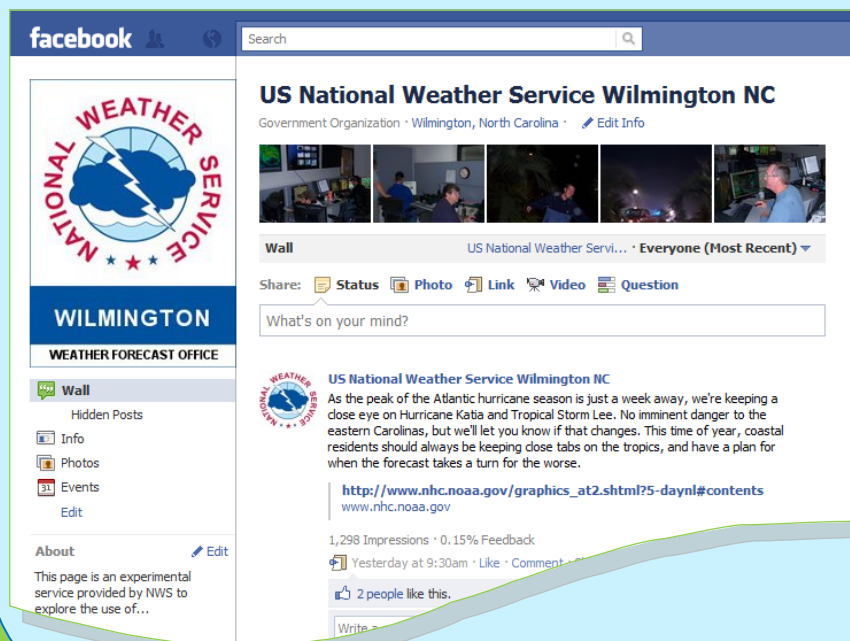 facebook
Search
NATIONAL WEATHER SERVICE
WILMINGTON
WEATHER FORECAST OFFICE
Wall
Hidden Posts
Info
Photos
31 Events
Edit
About Edit
This page is an experimental
service provided by NWS to
explore the use of...
US National Weather Service Wilmington NC
Government Organization · Wilmington, North Carolina · Edit Info
Wall US National Weather Servi... · Everyone (Most Recent)
Share: Status Photo Link Video Question
What's on your mind?
NATIONAL WEATHER SERVICE
US National Weather Service Wilmington NC
As the peak of the Atlantic hurricane season is just a week away, we're keeping a
close eye on Hurricane Katia and Tropical Storm Lee. No imminent danger to the
eastern Carolinas, but we'll let you know if that changes. This time of year, coastal
residents should always be keeping close tabs on the tropics, and have a plan for
when the forecast takes a turn for the worse.
http://www.nhc.noaa.gov/graphics_at2.shtml?5-daynl#contents
www.nhc.noaa.gov
1,298 Impressions · 0.15% Feedback
Yesterday at 9:30am · Like · Comment ·
2 people like this.
Write